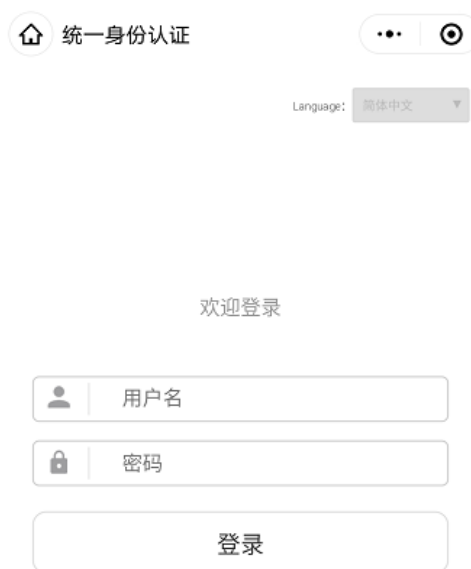 统一身份认证
Language: 简体中文
欢迎登录
用户名
密码
登录